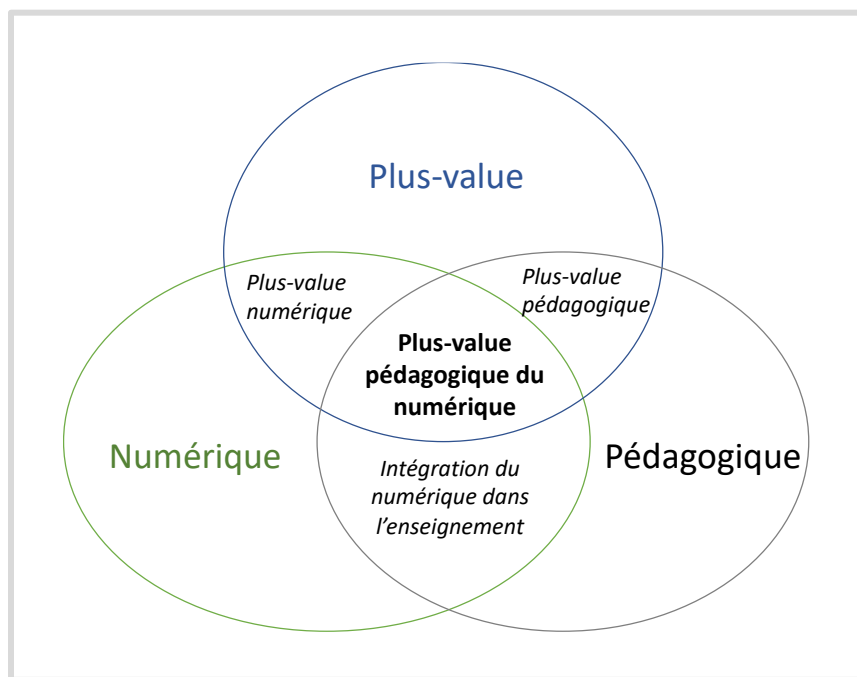 Plus-value
Plus-value
numérique
Plus-value
pédagogique
Plus-value
pédagogique du
numérique
Numérique
Pédagogique
Intégration du
numérique dans
l’enseignement